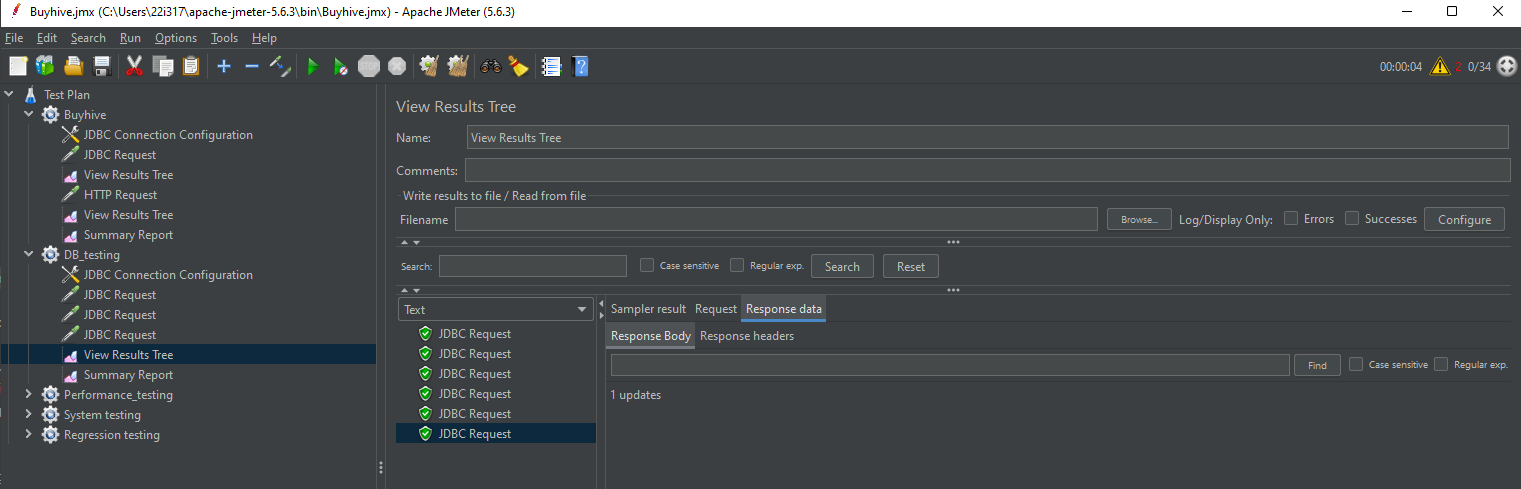 Buyhive.jmx (C:\Users\22i317\apache-jmeter-5.6.3\bin\Buyhive.jmx) - Apache JMeter (5.6.3)
File Edit Search Run Options Tools Help
STOP
00:00:04 2 0/34
Test Plan
Buyhive
JDBC Connection Configuration
JDBC Request
View Results Tree
HTTP Request
View Results Tree
Summary Report
DB_testing
JDBC Connection Configuration
JDBC Request
JDBC Request
JDBC Request
View Results Tree
Summary Report
Performance_testing
System testing
Regression testing
View Results Tree
Name: View Results Tree
Comments:
Write results to file / Read from file
Filename Browse... Log/Display Only: Errors Successes Configure
Search: Case sensitive Regular exp. Search Reset
Text
JDBC Request
JDBC Request
JDBC Request
JDBC Request
JDBC Request
JDBC Request
Sampler result Request Response data
Response Body Response headers
Find Case sensitive Regular exp.
1 updates